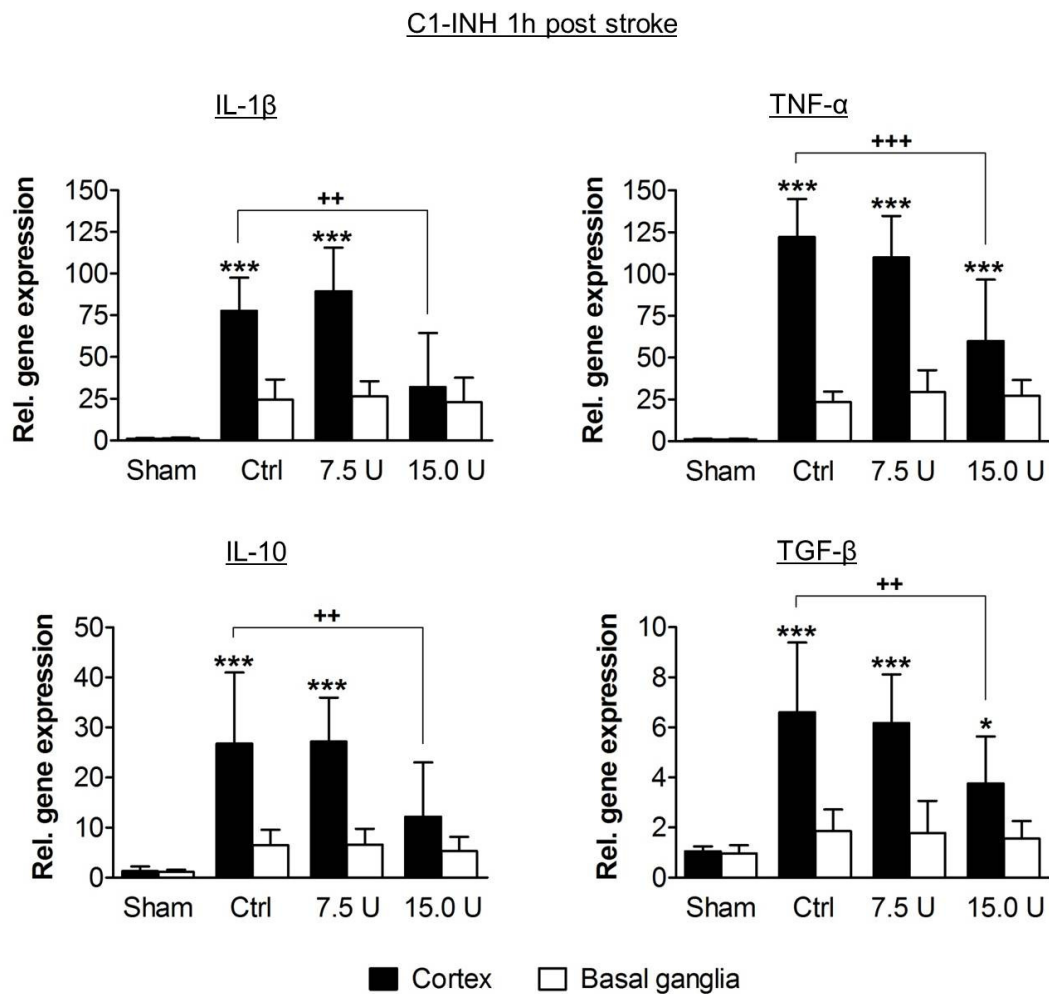 C1-INH 1h post stroke
IL-1β
Rel. gene expression
150
125
100
75
50
25
0
++
***
***
Sham Ctrl 7.5 U 15.0 U
TNF-α
Rel. gene expression
150
125
100
75
50
25
0
+++
***
***
***
Sham Ctrl 7.5 U 15.0 U
IL-10
Rel. gene expression
50
40
30
20
10
0
++
***
***
Sham Ctrl 7.5 U 15.0 U
TGF-β
Rel. gene expression
10
8
6
4
2
0
++
***
***
*
Sham Ctrl 7.5 U 15.0 U
Cortex Basal ganglia